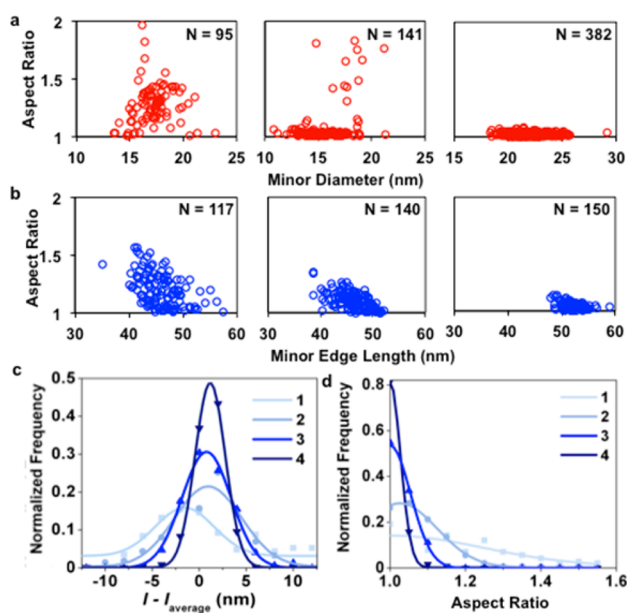 a
Aspect Ratio
2
1.5
1
N = 95
N = 141
N = 382
10 15 20 25
10 15 20 25
15 20 25 30
Minor Diameter (nm)
b
Aspect Ratio
2
1.5
1
N = 117
N = 140
N = 150
30 40 50 60
30 40 50 60
30 40 50 60
Minor Edge Length (nm)
c
Normalized Frequency
0.5
0.4
0.3
0.2
0.1
0
1
2
3
4
-10 -5 0 5 10
l - l average (nm)
d
Normalized Frequency
0.8
0.6
0.4
0.2
0
1
2
3
4
1.0 1.2 1.4 1.6
Aspect Ratio